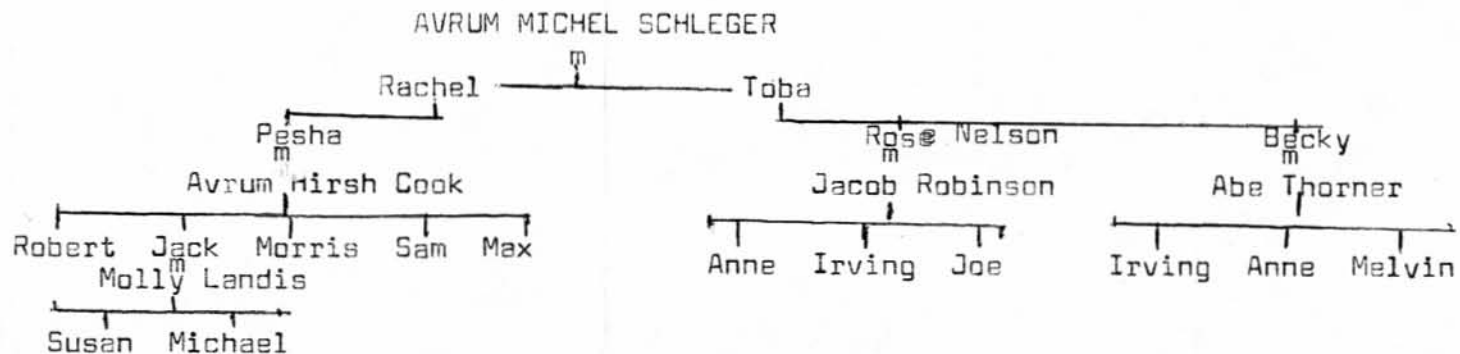 AVRUM MICHEL SCHLEGER
m
Rachel Toba
Pesha Rose Nelson Becky
m m m
Avrum Hirsh Cook Jacob Robinson Abe Thorner
Robert Jack Morris Sam Max Anne Irving Joe Irving Anne Melvin
m
Molly Landis
Susan Michael